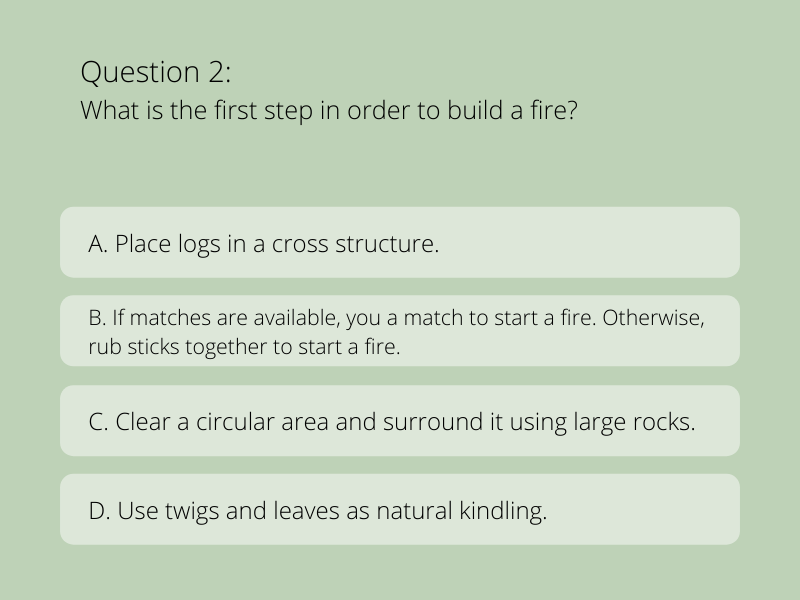 Question 2:
What is the first step in order to build a fire?
A. Place logs in a cross structure.
B. If matches are available, you a match to start a fire. Otherwise,
rub sticks together to start a fire.
C. Clear a circular area and surround it using large rocks.
D. Use twigs and leaves as natural kindling.